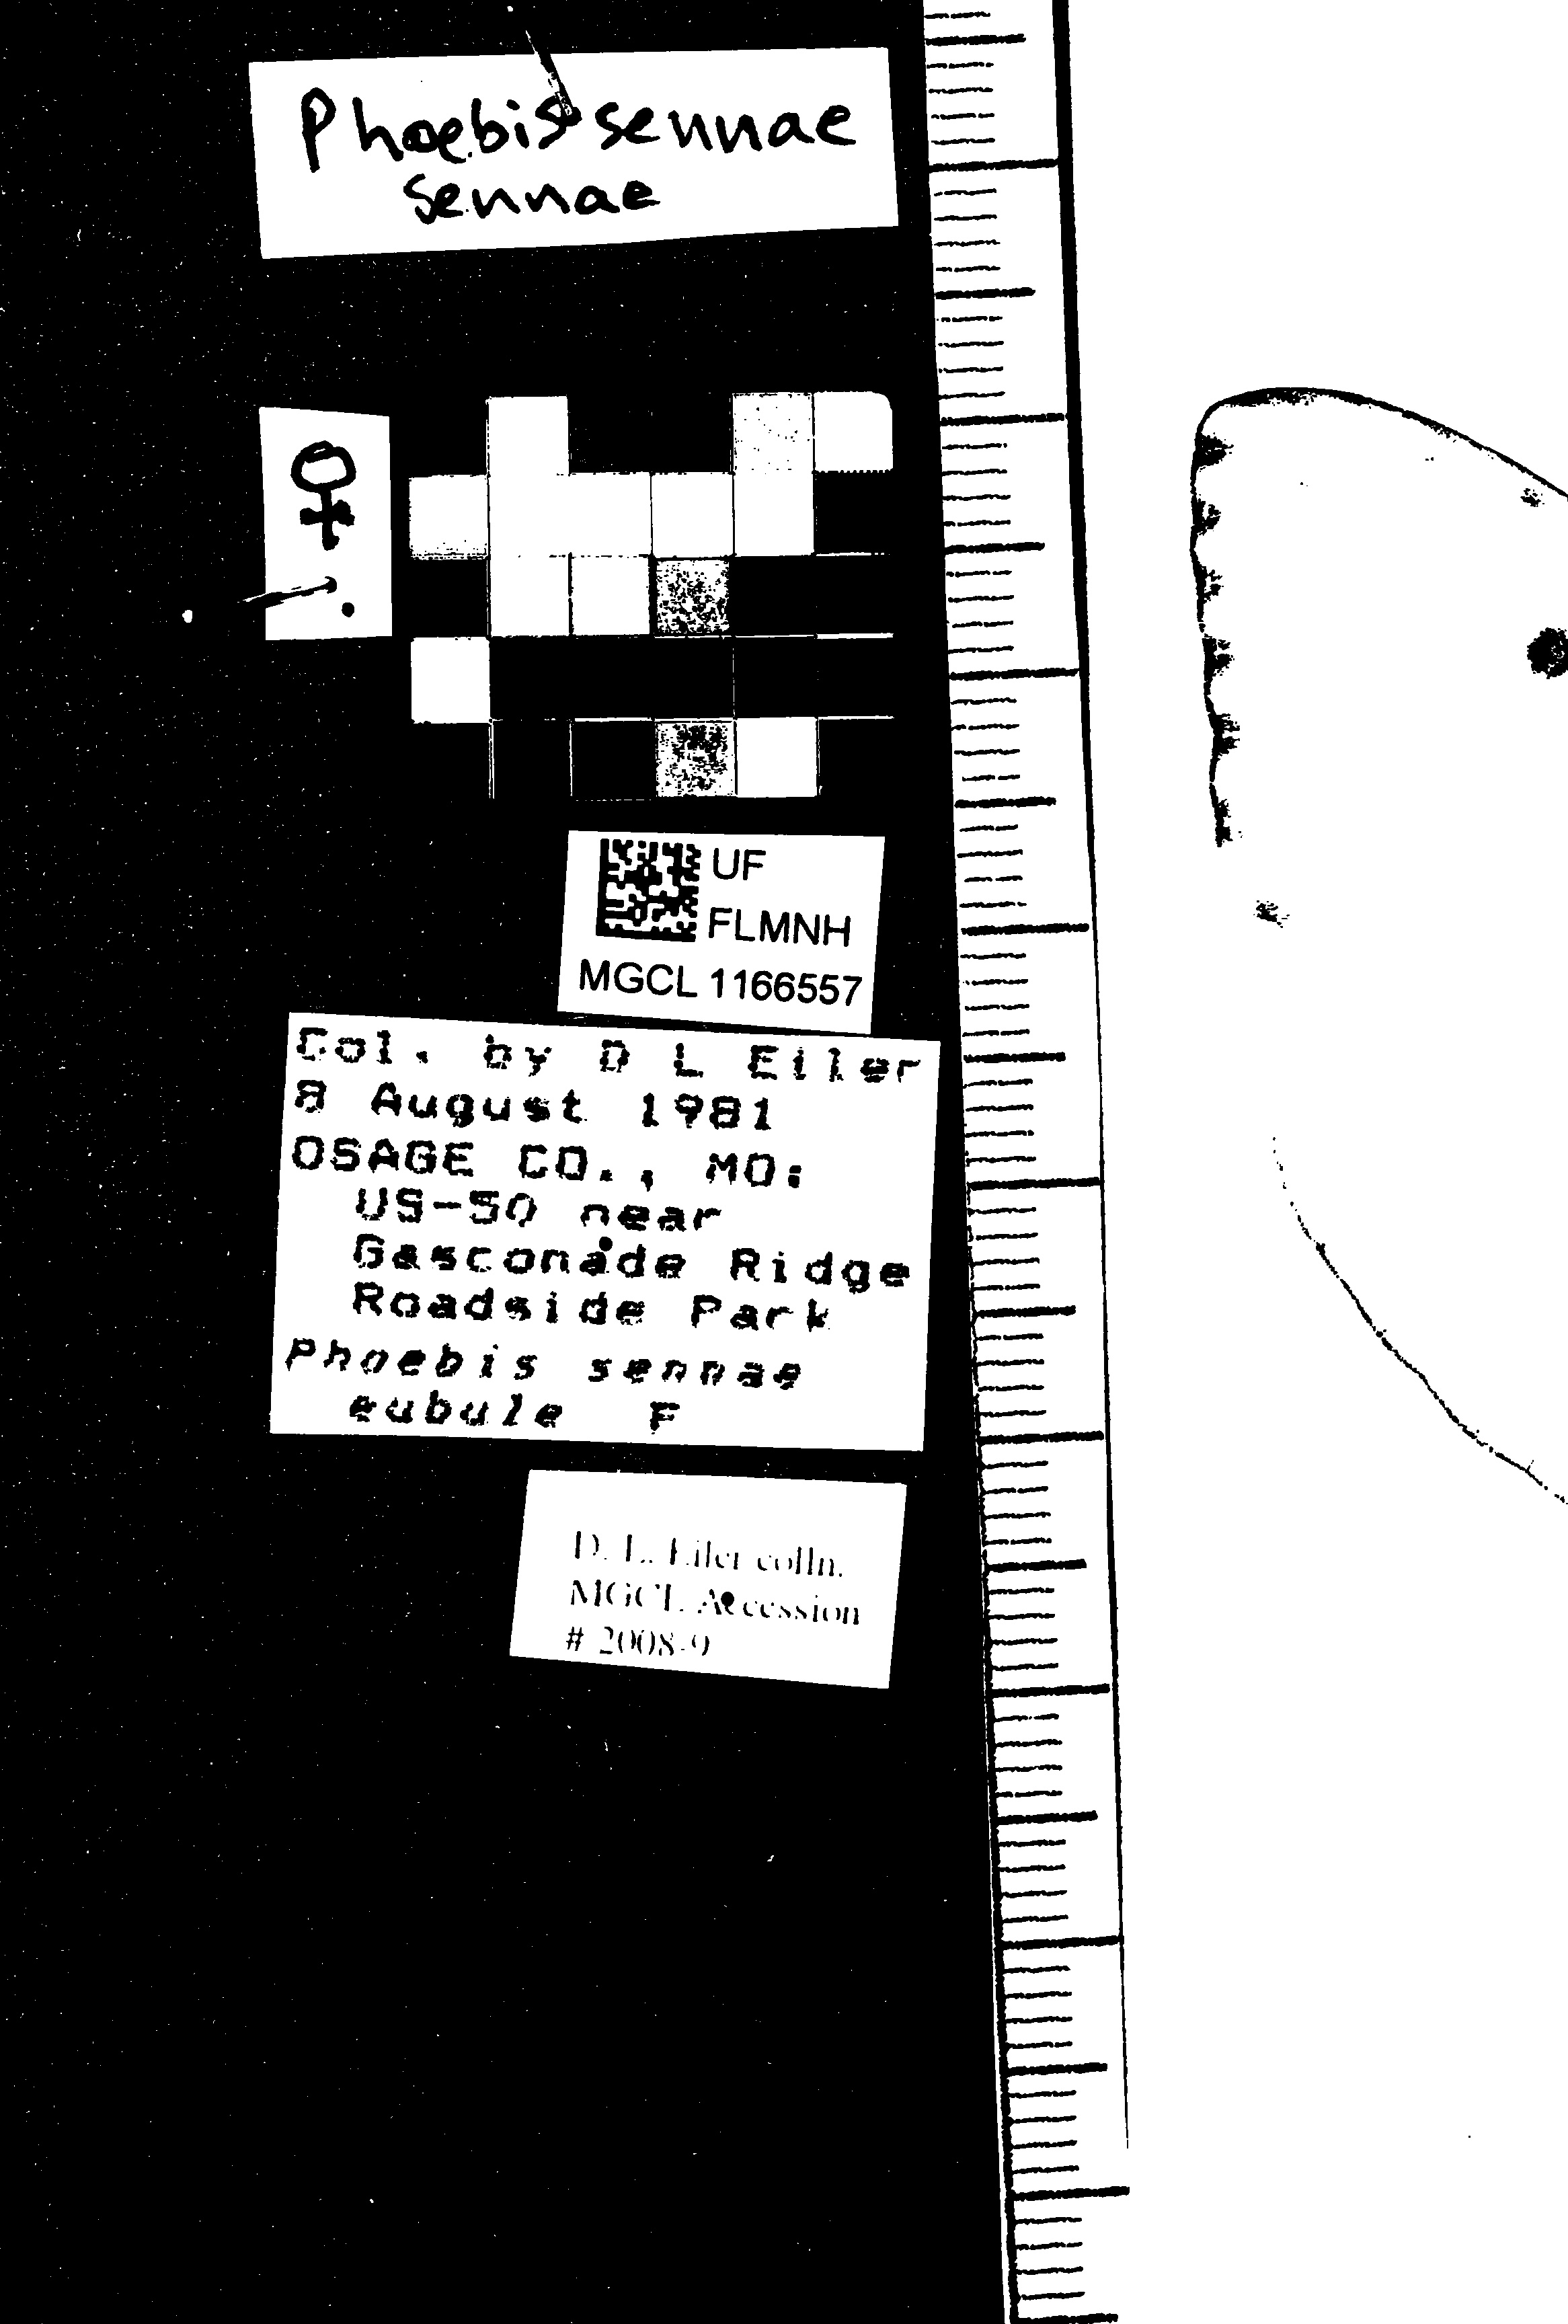 Phoebis sennae
sennae
♀
UF
FLMNH
MGCL 1166557
Col. by D L Eiler
8 August 1981
OSAGE CO., MO:
US-50 near
Gasconade Ridge
Roadside Park
Phoebis sennae
eubule F
D. L. Eiler colln.
MGCL Accession
# 2008-9